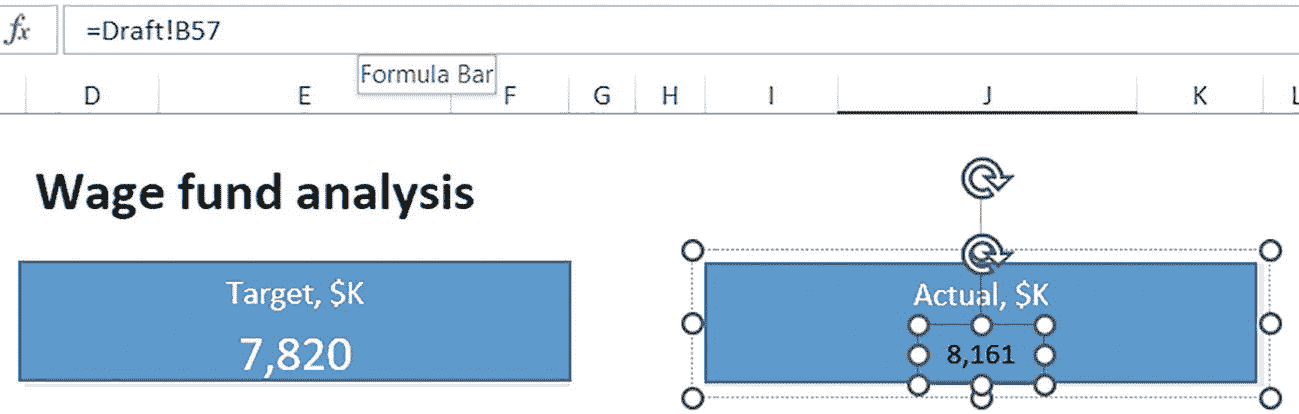 fx =Draft!B57
Formula Bar
D E F G H I J K L
Wage fund analysis
Target, $K
7,820
Actual, $K
8,161